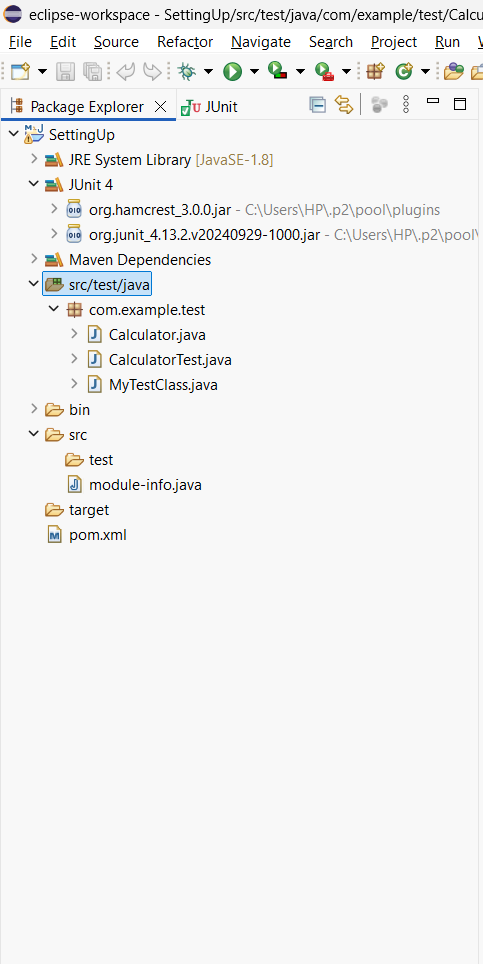 eclipse-workspace - SettingUp/src/test/java/com/example/test/Calcu
File Edit Source Refactor Navigate Search Project Run
Package Explorer JUnit
SettingUp
JRE System Library [JavaSE-1.8]
JUnit 4
org.hamcrest_3.0.0.jar - C:\Users\HP\.p2\pool\plugins
org.junit_4.13.2.v20240929-1000.jar - C:\Users\HP\.p2\pool\
Maven Dependencies
src/test/java
com.example.test
Calculator.java
CalculatorTest.java
MyTestClass.java
bin
src
test
module-info.java
target
pom.xml